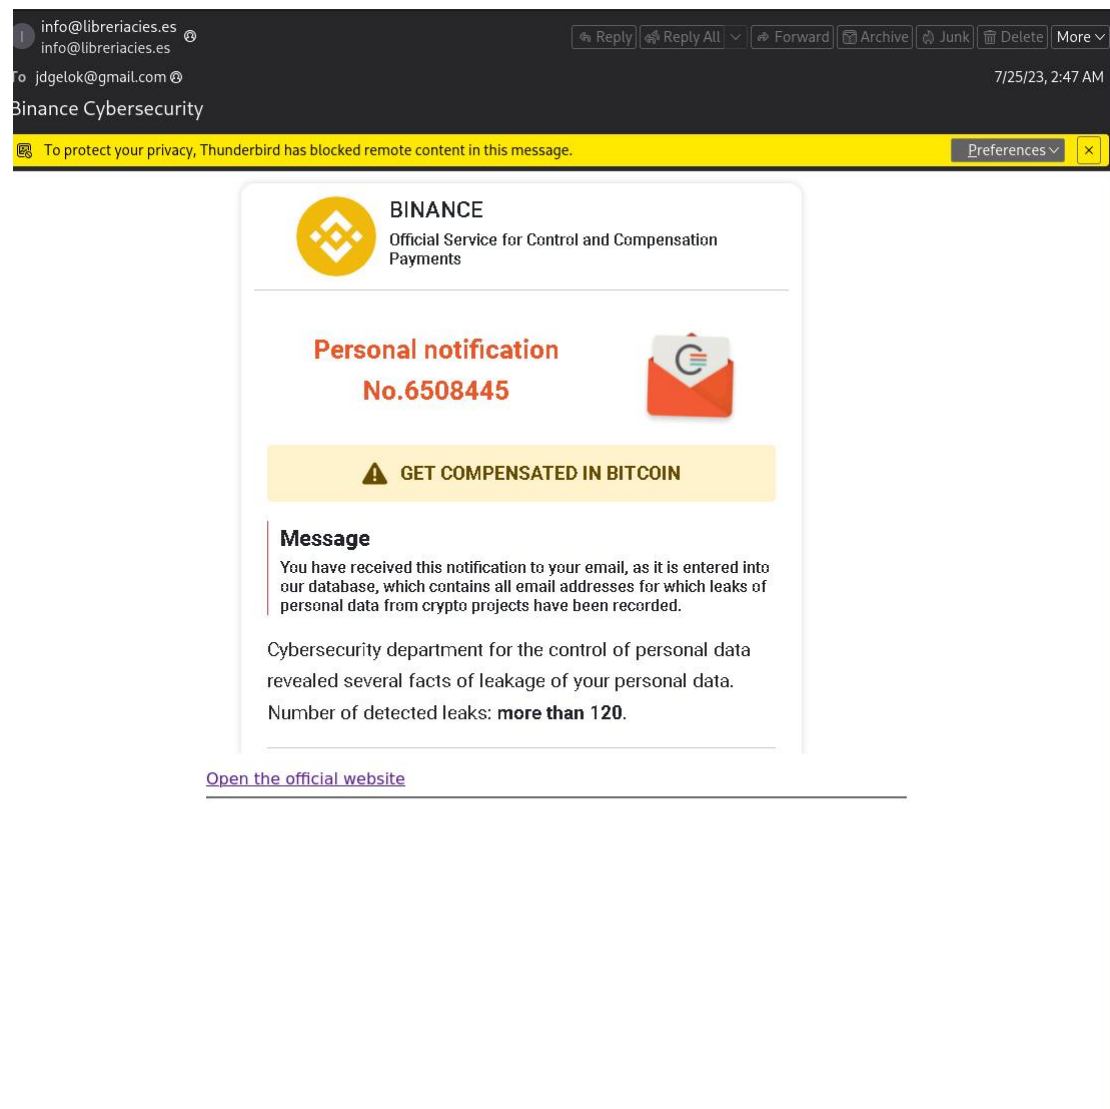 I
info@libreriacies.es
info@libreriacies.es
Reply Reply All Forward Archive Junk Delete More
To jdgelok@gmail.com
7/25/23, 2:47 AM
Binance Cybersecurity
To protect your privacy, Thunderbird has blocked remote content in this message.
Preferences
BINANCE
Official Service for Control and Compensation
Payments
Personal notification
No.6508445
GET COMPENSATED IN BITCOIN
Message
You have received this notification to your email, as it is entered into
our database, which contains all email addresses for which leaks of
personal data from crypto projects have been recorded.
Cybersecurity department for the control of personal data
revealed several facts of leakage of your personal data.
Number of detected leaks: more than 120.
Open the official website